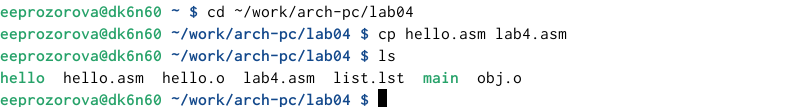 eeprozorova@dk6n60 ~ $ cd ~/work/arch-pc/lab04
eeprozorova@dk6n60 ~/work/arch-pc/lab04 $ cp hello.asm lab4.asm
eeprozorova@dk6n60 ~/work/arch-pc/lab04 $ ls
hello  hello.asm  hello.o  lab4.asm  list.lst  main  obj.o
eeprozorova@dk6n60 ~/work/arch-pc/lab04 $